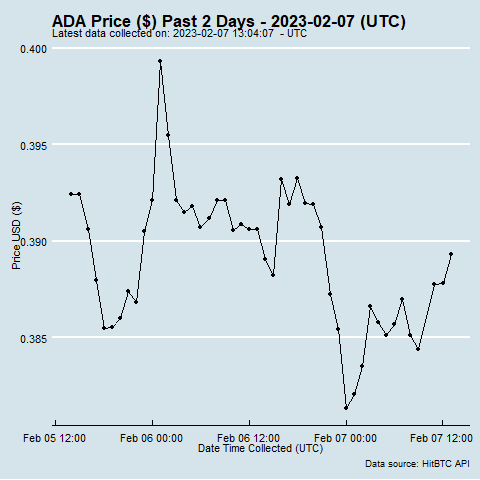 ADA Price ($) Past 2 Days - 2023-02-07 (UTC)
Latest data collected on: 2023-02-07 13:04:07  - UTC
0.400
0.395
0.390
0.385
Price USD ($)
Feb 05 12:00
Feb 06 00:00
Feb 06 12:00
Feb 07 00:00
Feb 07 12:00
Date Time Collected (UTC)
Data source: HitBTC API